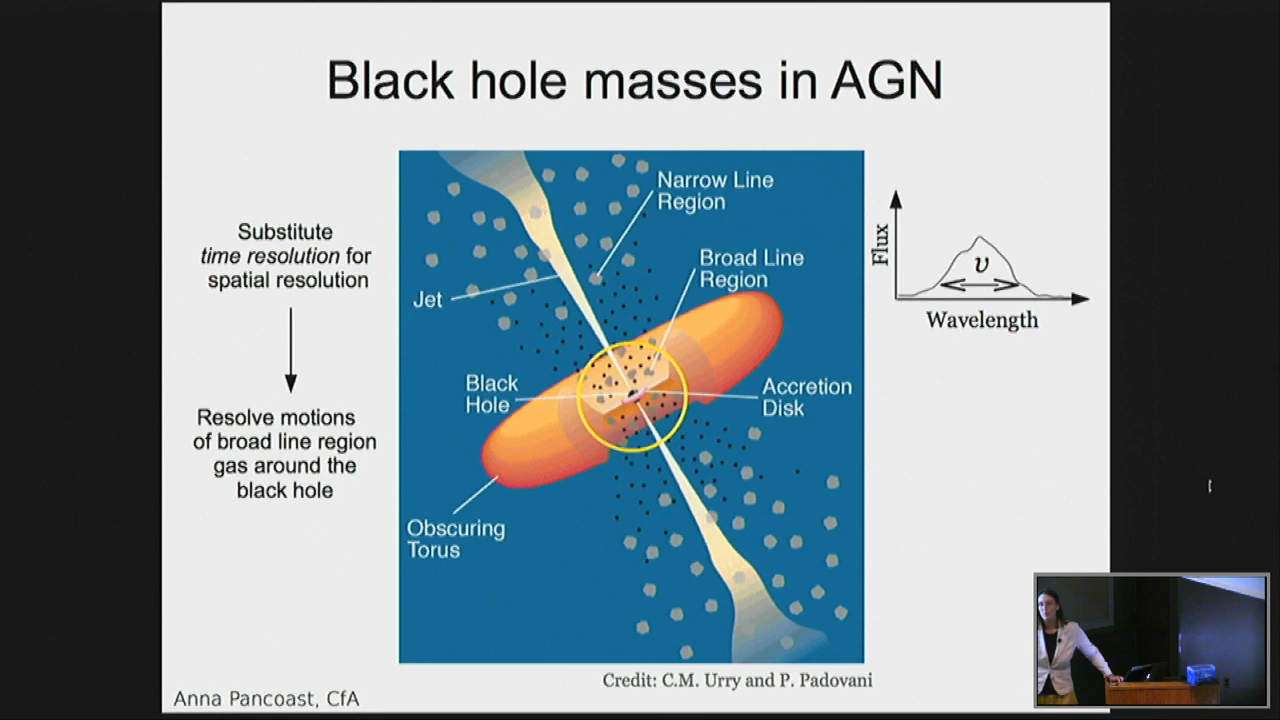 Black hole masses in AGN
Substitute
time resolution for
spatial resolution
Resolve motions
of broad line region
gas around the
black hole
Narrow Line
Region
Broad Line
Region
Jet
Black
Hole
Accretion
Disk
Obscuring
Torus
Flux
υ
Wavelength
Credit: C.M. Urry and P. Padovani
Anna Pancoast, CfA